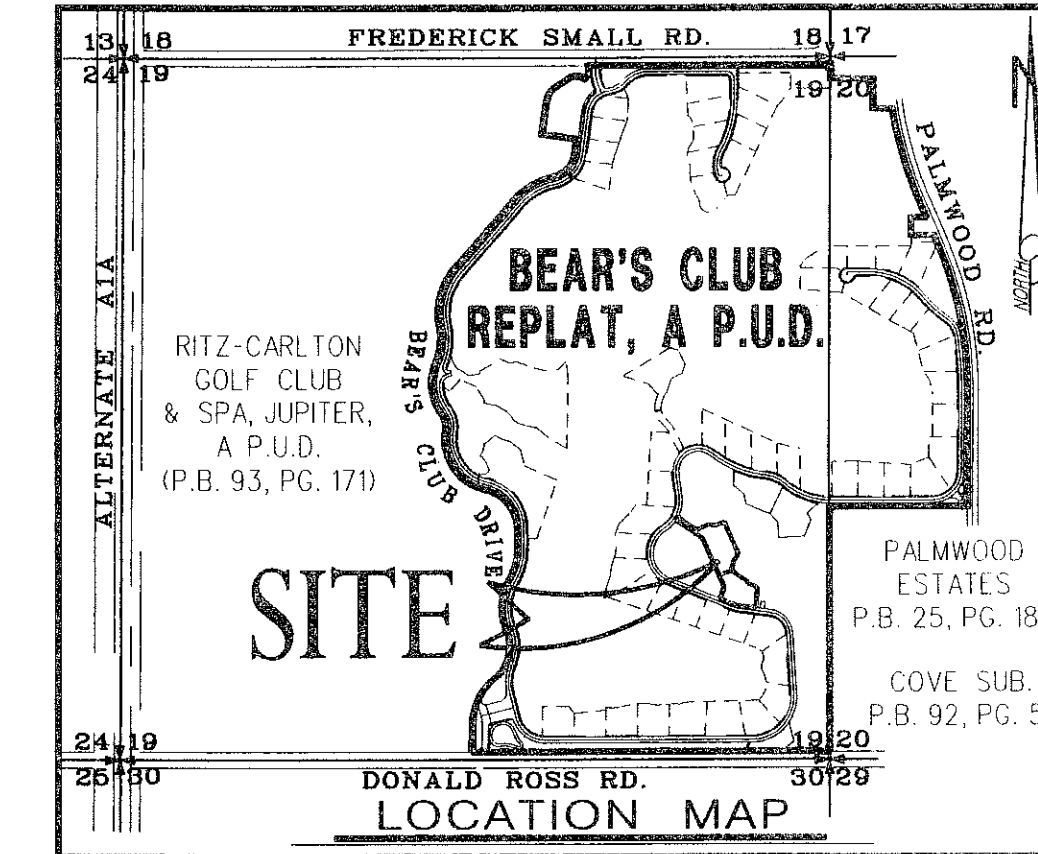 13 18
FREDERICK SMALL RD.
18 17
24 19
19 20
N
NORTH
PALMWOOD RD.
BEAR'S CLUB
REPLAT, A P.U.D.
ALTERNATE A1A
RITZ-CARLTON
GOLF CLUB
& SPA, JUPITER,
A P.U.D.
(P.B. 93, PG. 171)
BEAR'S CLUB DRIVE
SITE
PALMWOOD
ESTATES
P.B. 25, PG. 18
COVE SUB.
P.B. 92, PG. 5
24 19
19 20
25 30
DONALD ROSS RD.
30 29
LOCATION MAP